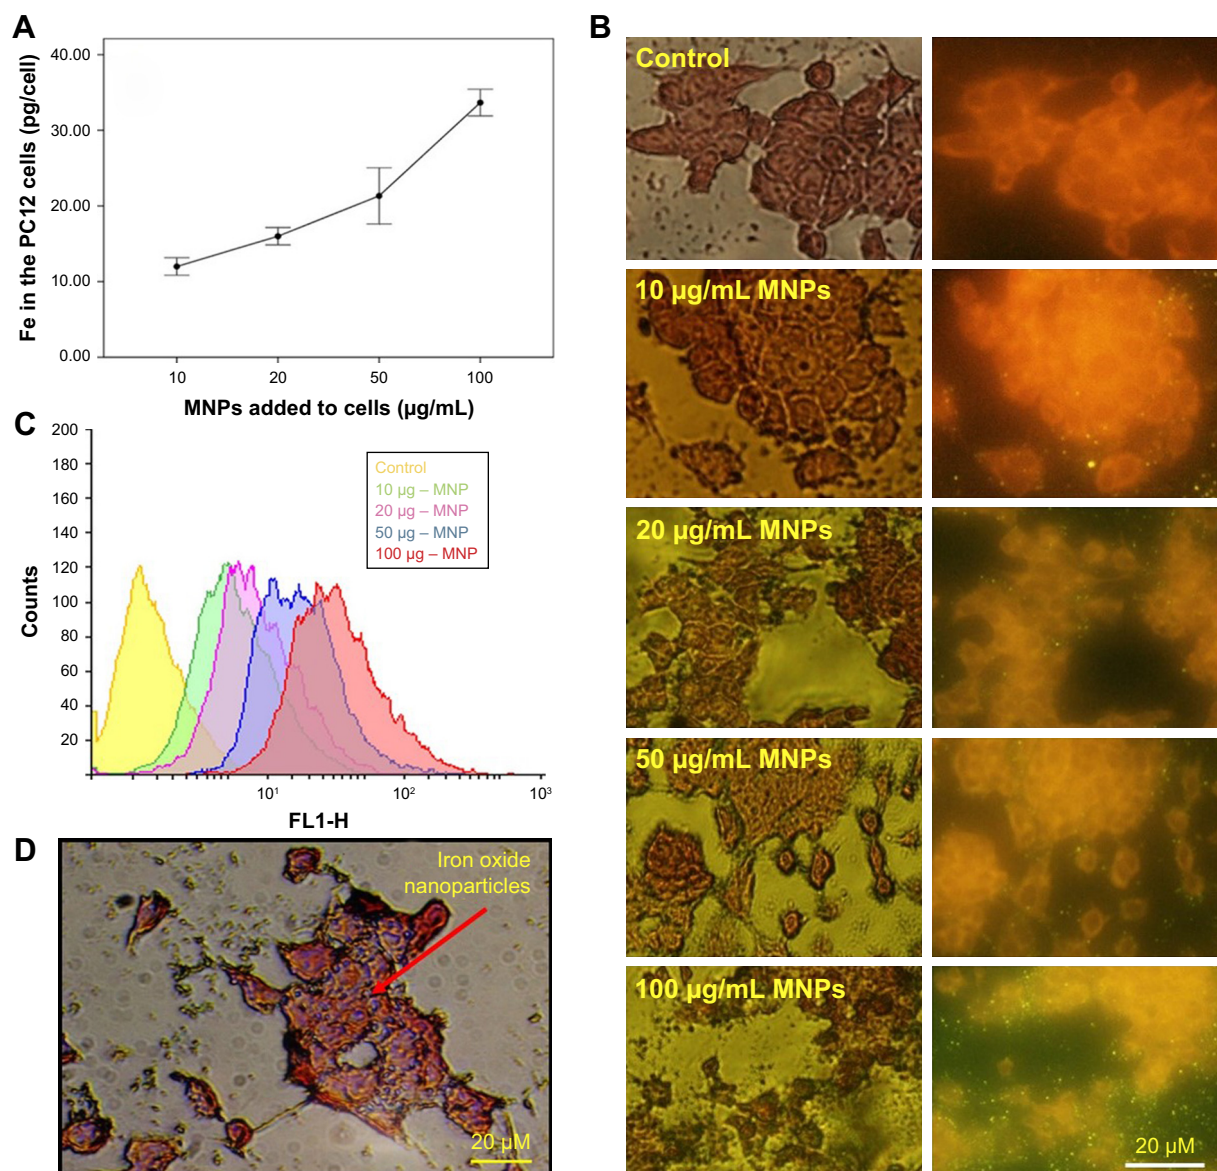 A
Fe in the PC12 cells (pg/cell)
40.00
30.00
20.00
10.00
0.00
10 20 50 100
MNPs added to cells (µg/mL)
B
Control
10 µg/mL MNPs
20 µg/mL MNPs
50 µg/mL MNPs
100 µg/mL MNPs
20 µM
C
Counts
200
180
160
140
120
100
80
60
40
20
Control
10 µg – MNP
20 µg – MNP
50 µg – MNP
100 µg – MNP
10¹ 10² 10³
FL1-H
D
Iron oxide
nanoparticles
20 µM